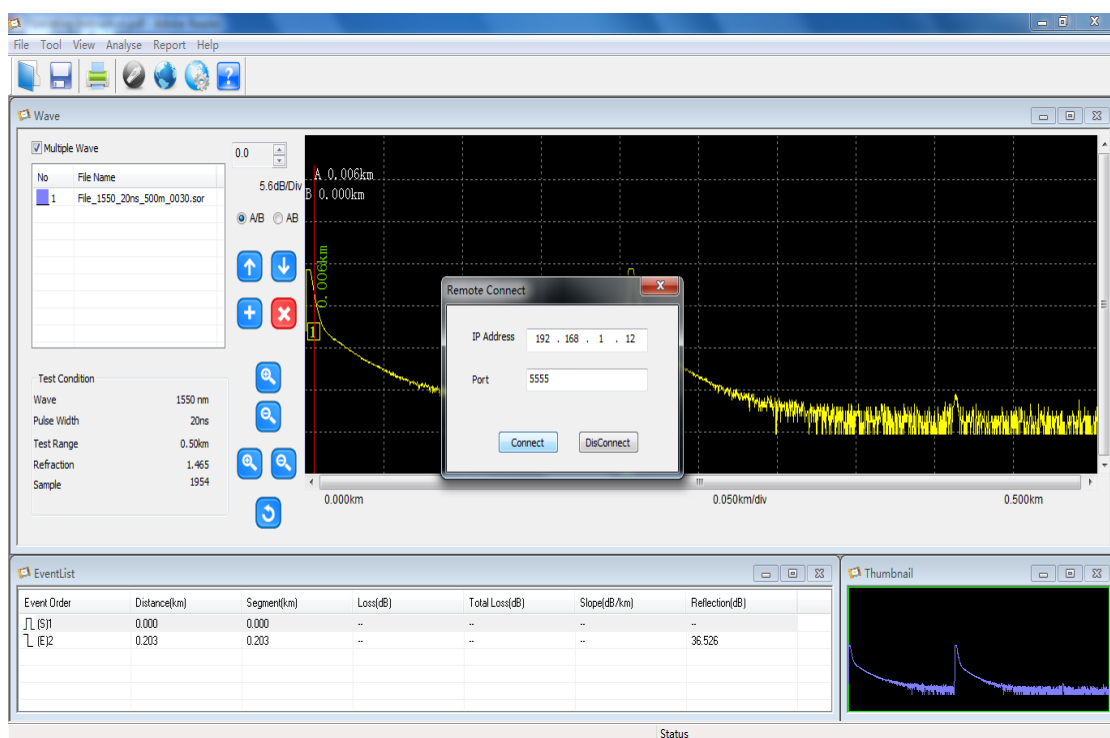 File Tool View Analyse Report Help
Wave
Multiple Wave
0.0
No File Name
1 File_1550_20ns_500m_0030.sor
5.6dB/Div
A/B AB
A 0.006km
B 0.000km
0.006km
1
Test Condition
Wave 1550 nm
Pulse Width 20ns
Test Range 0.50km
Refraction 1.465
Sample 1954
Remote Connect
IP Address 192 . 168 . 1 . 12
Port 5555
Connect DisConnect
0.000km 0.050km/div 0.500km
EventList
Event Order Distance(km) Segment(km) Loss(dB) Total Loss(dB) Slope(dB/km) Reflection(dB)
(S)1 0.000 0.000 -- -- -- --
(E)2 0.203 0.203 -- -- -- 36.526
Thumbnail
Status